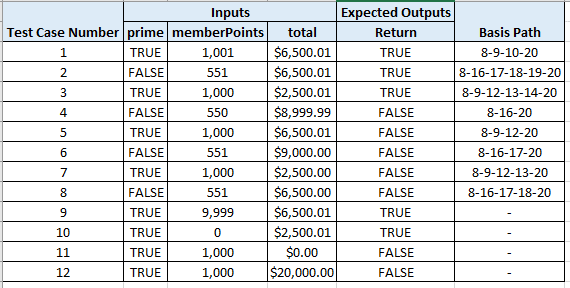 Inputs Expected Outputs
Test Case Number prime memberPoints total Return Basis Path
1 TRUE 1,001 $6,500.01 TRUE 8-9-10-20
2 FALSE 551 $6,500.01 TRUE 8-16-17-18-19-20
3 TRUE 1,000 $2,500.01 TRUE 8-9-12-13-14-20
4 FALSE 550 $8,999.99 FALSE 8-16-20
5 TRUE 1,000 $6,500.01 FALSE 8-9-12-20
6 FALSE 551 $9,000.00 FALSE 8-16-17-20
7 TRUE 1,000 $2,500.00 FALSE 8-9-12-13-20
8 FALSE 551 $6,500.00 FALSE 8-16-17-18-20
9 TRUE 9,999 $6,500.01 TRUE -
10 TRUE 0 $2,500.01 TRUE -
11 TRUE 1,000 $0.00 FALSE -
12 TRUE 1,000 $20,000.00 FALSE -